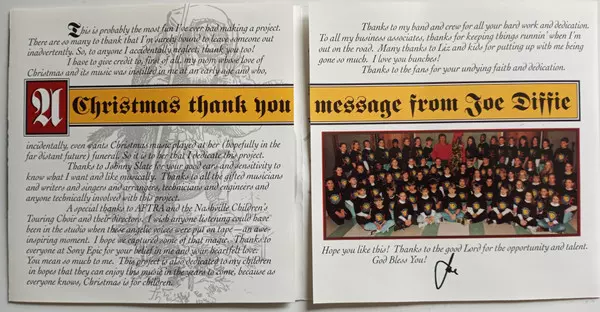 This is probably the most fun I've ever had making a project.
There are so many to thank that I'm surely bound to leave someone out
inadvertently. So, to anyone I accidentally neglect, thank you too!
I have to give credit to, first of all, my mom whose love of
Christmas and its music was instilled in me at an early age and who,
A Christmas thank you
incidentally, even wants Christmas music played at her (hopefully in the
far distant future) funeral. So it is to her that I dedicate this project.
Thanks to Johnny Slate for your good ears and sensitivity to
know what I want and like musically. Thanks to all the gifted musicians
and writers and singers and arrangers, technicians and engineers and
anyone technically involved with this project.
A special thanks to AFTRA and the Nashville Children's
Touring Choir and their directors. I wish anyone listening could have
been in the studio when these angelic voices were put on tape — an awe-
inspiring moment. I hope we captured some of that magic. Thanks to
everyone at Sony Epic for your belief in me and your heartfelt love.
You mean so much to me. This project is also dedicated to my children
in hopes that they can enjoy this music in the years to come, because as
everyone knows, Christmas is for children.
Thanks to my band and crew for all your hard work and dedication.
To all my business associates, thanks for keeping things runnin' when I'm
out on the road. Many thanks to Liz and kids for putting up with me being
gone so much. I love you bunches!
Thanks to the fans for your undying faith and dedication.
message from Joe Diffie
Hope you like this! Thanks to the good Lord for the opportunity and talent.
God Bless You!
Joe